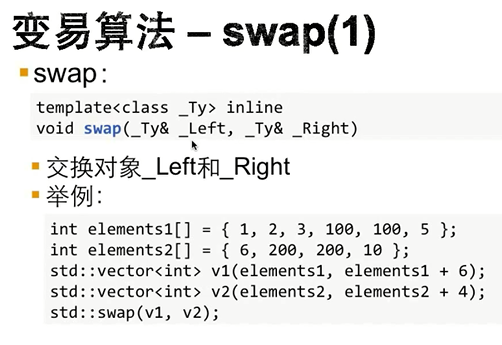 变易算法 – swap(1)
swap:
template<class _Ty> inline
void swap(_Ty& _Left, _Ty& _Right)
交换对象_Left和_Right
举例:
int elements1[] = { 1, 2, 3, 100, 100, 5 };
int elements2[] = { 6, 200, 200, 10 };
std::vector<int> v1(elements1, elements1 + 6);
std::vector<int> v2(elements2, elements2 + 4);
std::swap(v1, v2);